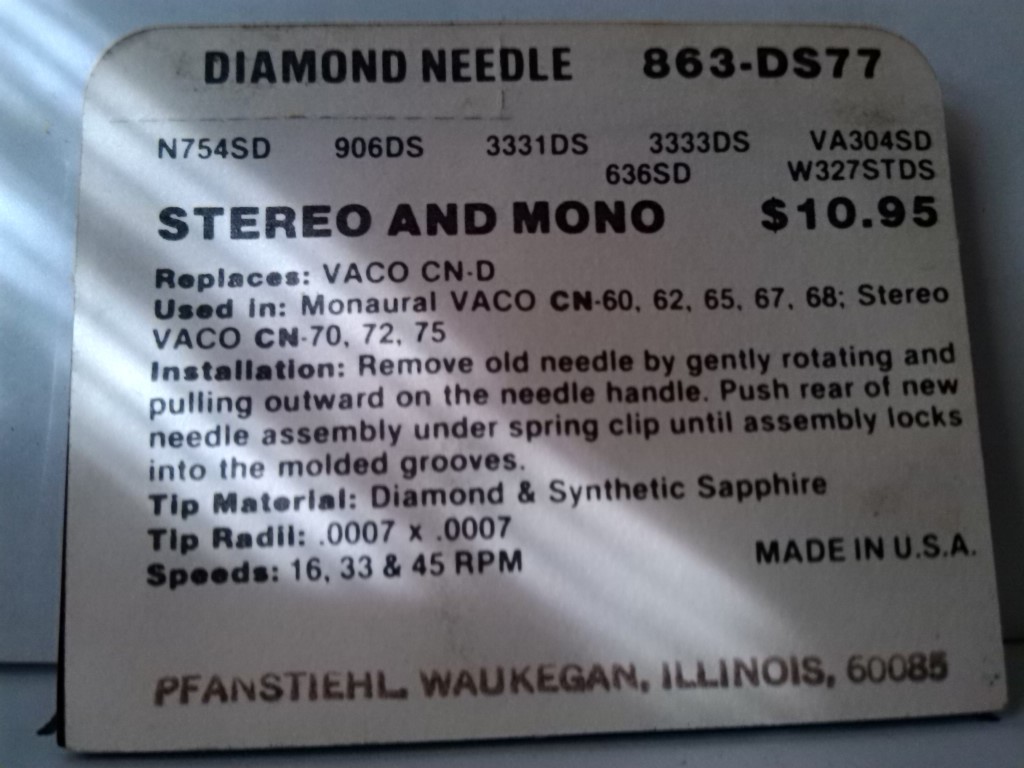 DIAMOND NEEDLE 863-DS77
N754SD 906DS 3331DS 3333DS VA304SD
636SD W327STDS
STEREO AND MONO $10.95
Replaces: VACO CN-D
Used in: Monaural VACO CN-60, 62, 65, 67, 68; Stereo
VACO CN-70, 72, 75
Installation: Remove old needle by gently rotating and
pulling outward on the needle handle. Push rear of new
needle assembly under spring clip until assembly locks
into the molded grooves.
Tip Material: Diamond & Synthetic Sapphire
Tip Radii: .0007 x .0007
Speeds: 16, 33 & 45 RPM MADE IN U.S.A.
PFANSTIEHL, WAUKEGAN, ILLINOIS, 60085